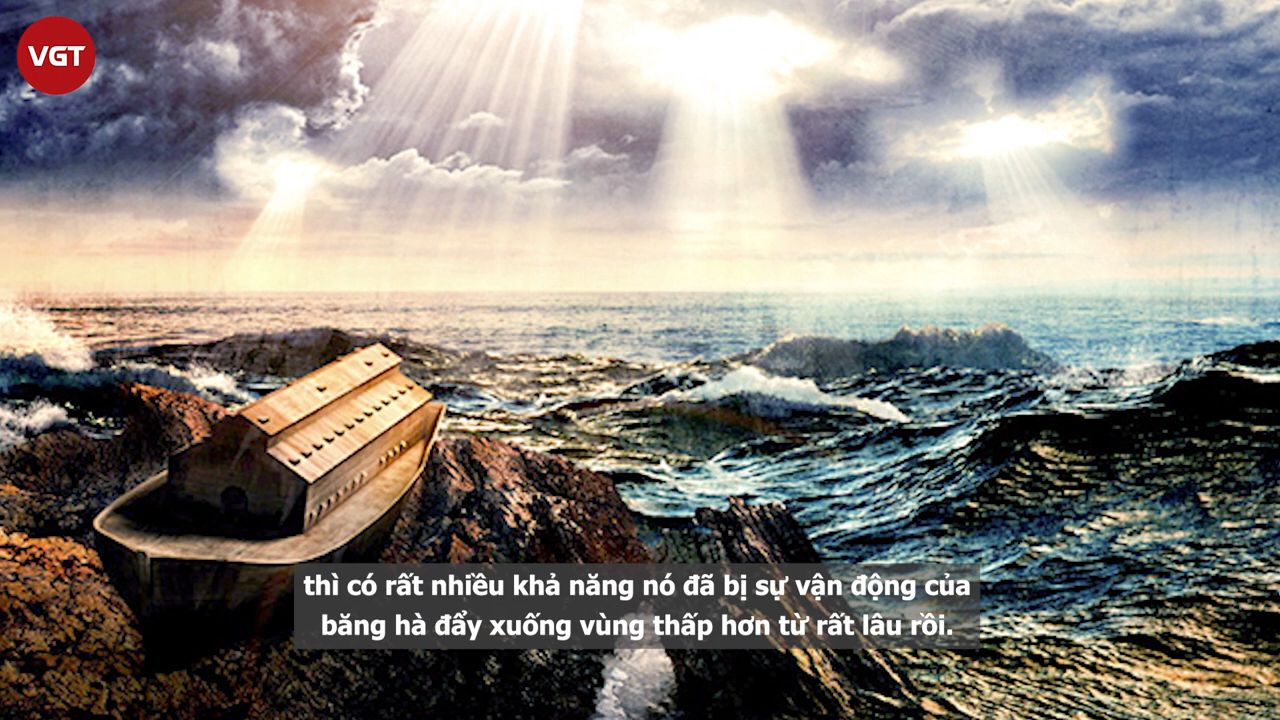 VGT
thì có rất nhiều khả năng nó đã bị sự vận động của
băng hà đẩy xuống vùng thấp hơn từ rất lâu rồi.